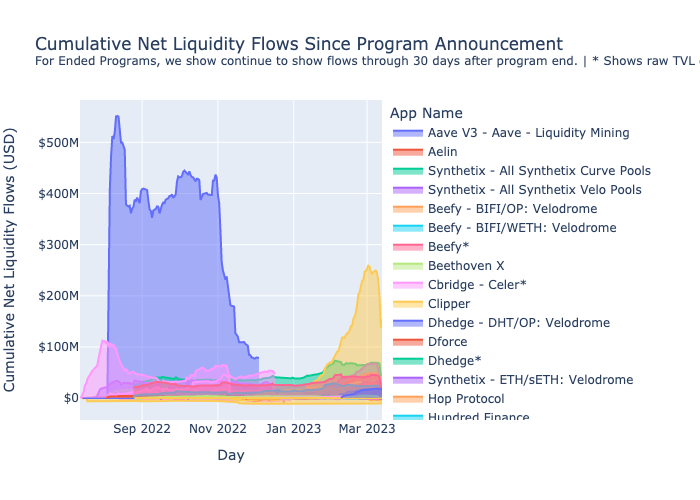 Cumulative Net Liquidity Flows Since Program Announcement
For Ended Programs, we show continue to show flows through 30 days after program end. | * Shows raw TVL
Cumulative Net Liquidity Flows (USD)
$500M
$400M
$300M
$200M
$100M
$0
Sep 2022
Nov 2022
Jan 2023
Mar 2023
Day
App Name
Aave V3 - Aave - Liquidity Mining
Aelin
Synthetix - All Synthetix Curve Pools
Synthetix - All Synthetix Velo Pools
Beefy - BIFI/OP: Velodrome
Beefy - BIFI/WETH: Velodrome
Beefy*
Beethoven X
Cbridge - Celer*
Clipper
Dhedge - DHT/OP: Velodrome
Dforce
Dhedge*
Synthetix - ETH/sETH: Velodrome
Hop Protocol
Hundred Finance